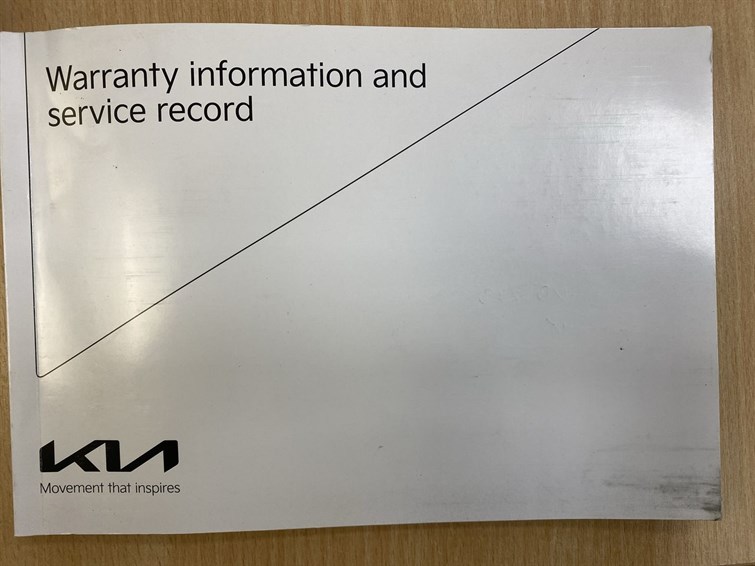 Warranty information and
service record
KIA
Movement that inspires